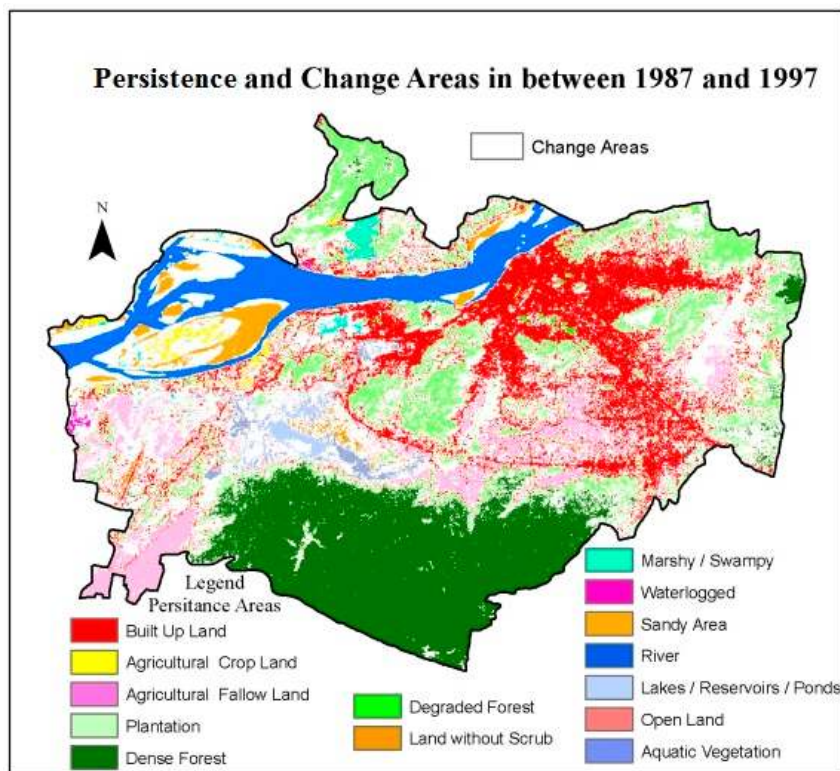 Persistence and Change Areas in between 1987 and 1997
Change Areas
N
Legend
Persitance Areas
Built Up Land
Agricultural Crop Land
Agricultural Fallow Land
Plantation
Dense Forest
Degraded Forest
Land without Scrub
Marshy / Swampy
Waterlogged
Sandy Area
River
Lakes / Reservoirs / Ponds
Open Land
Aquatic Vegetation